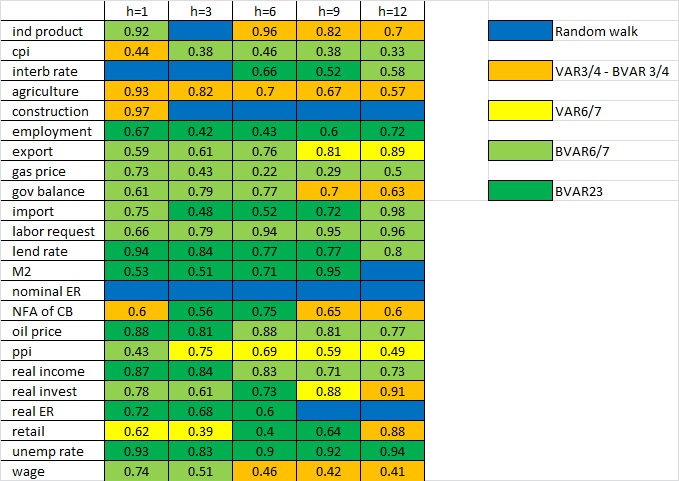 h=1 h=3 h=6 h=9 h=12
ind product 0.92 0.96 0.82 0.7 Random walk
cpi 0.44 0.38 0.46 0.38 0.33
interb rate 0.66 0.52 0.58 VAR3/4 - BVAR 3/4
agriculture 0.93 0.82 0.7 0.67 0.57
construction 0.97 VAR6/7
employment 0.67 0.42 0.43 0.6 0.72
export 0.59 0.61 0.76 0.81 0.89 BVAR6/7
gas price 0.73 0.43 0.22 0.29 0.5
gov balance 0.61 0.79 0.77 0.7 0.63 BVAR23
import 0.75 0.48 0.52 0.72 0.98
labor request 0.66 0.79 0.94 0.95 0.96
lend rate 0.94 0.84 0.77 0.77 0.8
M2 0.53 0.51 0.71 0.95
nominal ER
NFA of CB 0.6 0.56 0.75 0.65 0.6
oil price 0.88 0.81 0.88 0.81 0.77
ppi 0.43 0.75 0.69 0.59 0.49
real income 0.87 0.84 0.83 0.71 0.73
real invest 0.78 0.61 0.73 0.88 0.91
real ER 0.72 0.68 0.6
retail 0.62 0.39 0.4 0.64 0.88
unemp rate 0.93 0.83 0.9 0.92 0.94
wage 0.74 0.51 0.46 0.42 0.41